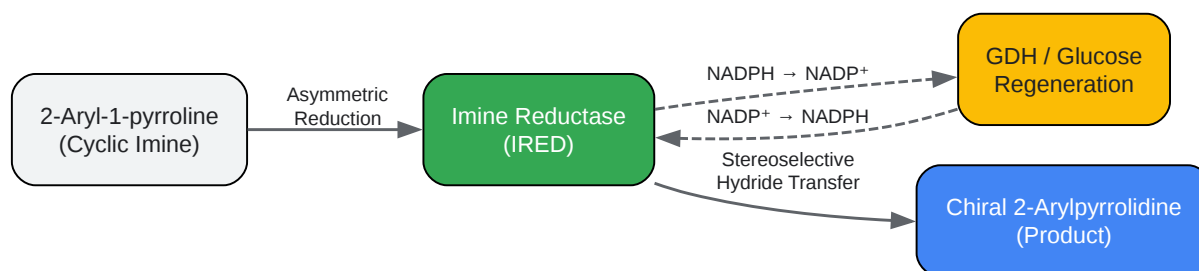 2-Aryl-1-pyrroline
(Cyclic Imine)
Asymmetric
Reduction
Imine Reductase
(IRED)
NADPH → NADP⁺
NADP⁺ → NADPH
GDH / Glucose
Regeneration
Stereoselective
Hydride Transfer
Chiral 2-Arylpyrrolidine
(Product)